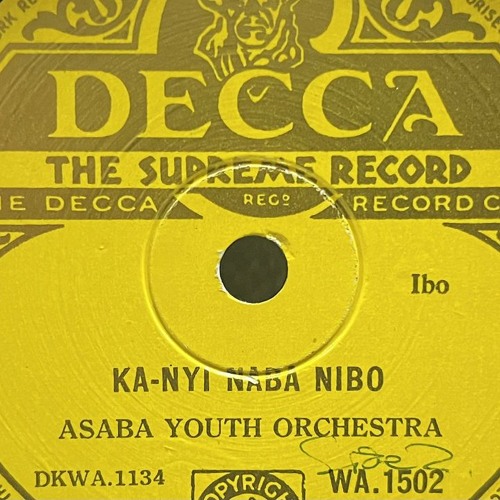 DECCA
THE SUPREME RECORD
DECCA REGD RECORD
Ibo
KA-NYI NABA NIBO
ASABA YOUTH ORCHESTRA
DKWA.1134
WA.1502